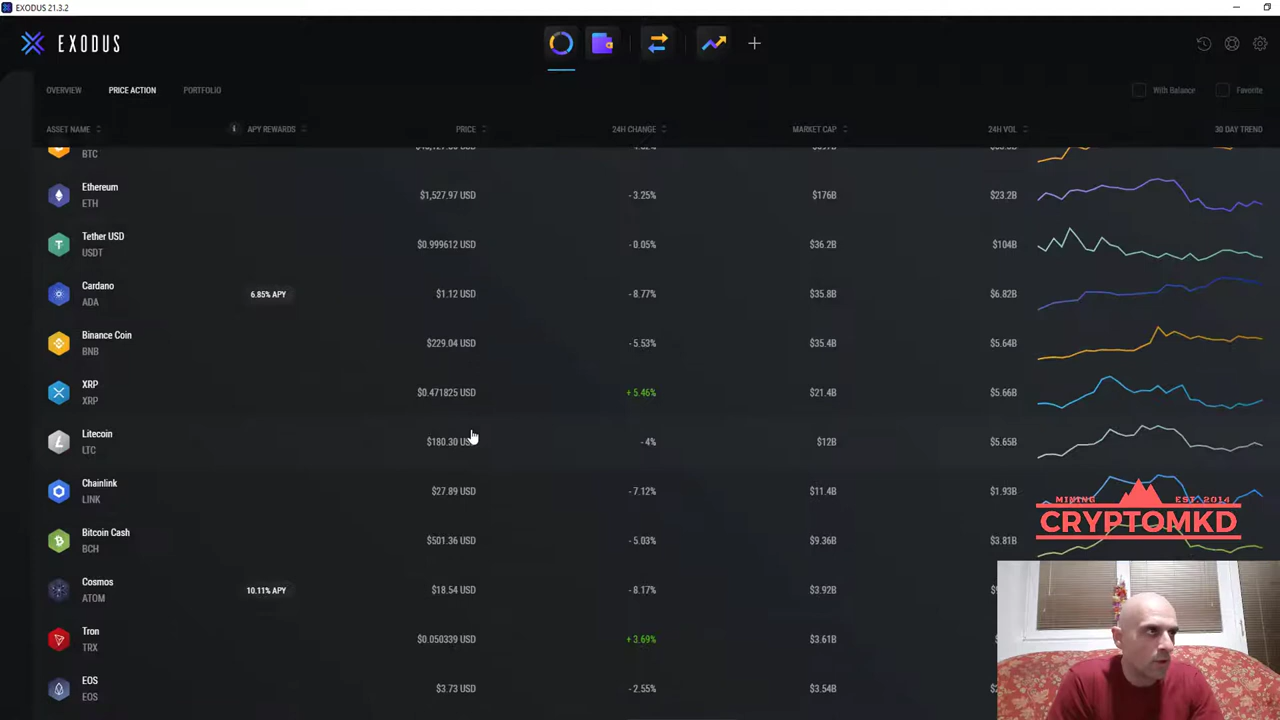 EXODUS 21.3.2
EXODUS
OVERVIEW PRICE ACTION PORTFOLIO With Balance Favorite
ASSET NAME i APY REWARDS PRICE 24H CHANGE MARKET CAP 24H VOL 30 DAY TREND
BTC
Ethereum
ETH $1,527.97 USD - 3.25% $176B $23.2B
Tether USD
USDT $0.999612 USD - 0.05% $36.2B $104B
Cardano
ADA 6.85% APY $1.12 USD - 8.77% $35.8B $6.82B
Binance Coin
BNB $229.04 USD - 5.53% $35.4B $5.64B
XRP
XRP $0.471825 USD + 5.46% $21.4B $5.66B
Litecoin
LTC $180.30 - 4% $12B $5.65B
Chainlink
LINK $27.89 USD - 7.12% $11.4B $1.93B
MINING EST. 2014
CRYPTOMKD
Bitcoin Cash
BCH $501.36 USD - 5.03% $9.36B $3.81B
Cosmos
ATOM 10.11% APY $18.54 USD - 8.17% $3.92B
Tron
TRX $0.050339 USD + 3.69% $3.61B
EOS
EOS $3.73 USD - 2.55% $3.54B